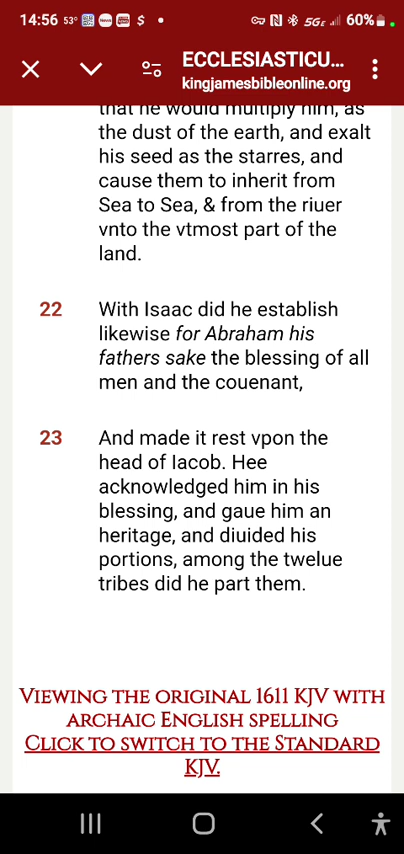 14:56 53° $ • 5GE 60%
ECCLESIASTICU...
kingjamesbibleonline.org
that he would multiply him, as
the dust of the earth, and exalt
his seed as the starres, and
cause them to inherit from
Sea to Sea, & from the riuer
vnto the vtmost part of the
land.
22 With Isaac did he establish
likewise for Abraham his
fathers sake the blessing of all
men and the couenant,
23 And made it rest vpon the
head of Iacob. Hee
acknowledged him in his
blessing, and gaue him an
heritage, and diuided his
portions, among the twelue
tribes did he part them.
Viewing the original 1611 KJV with
archaic English spelling
Click to switch to the Standard
KJV.